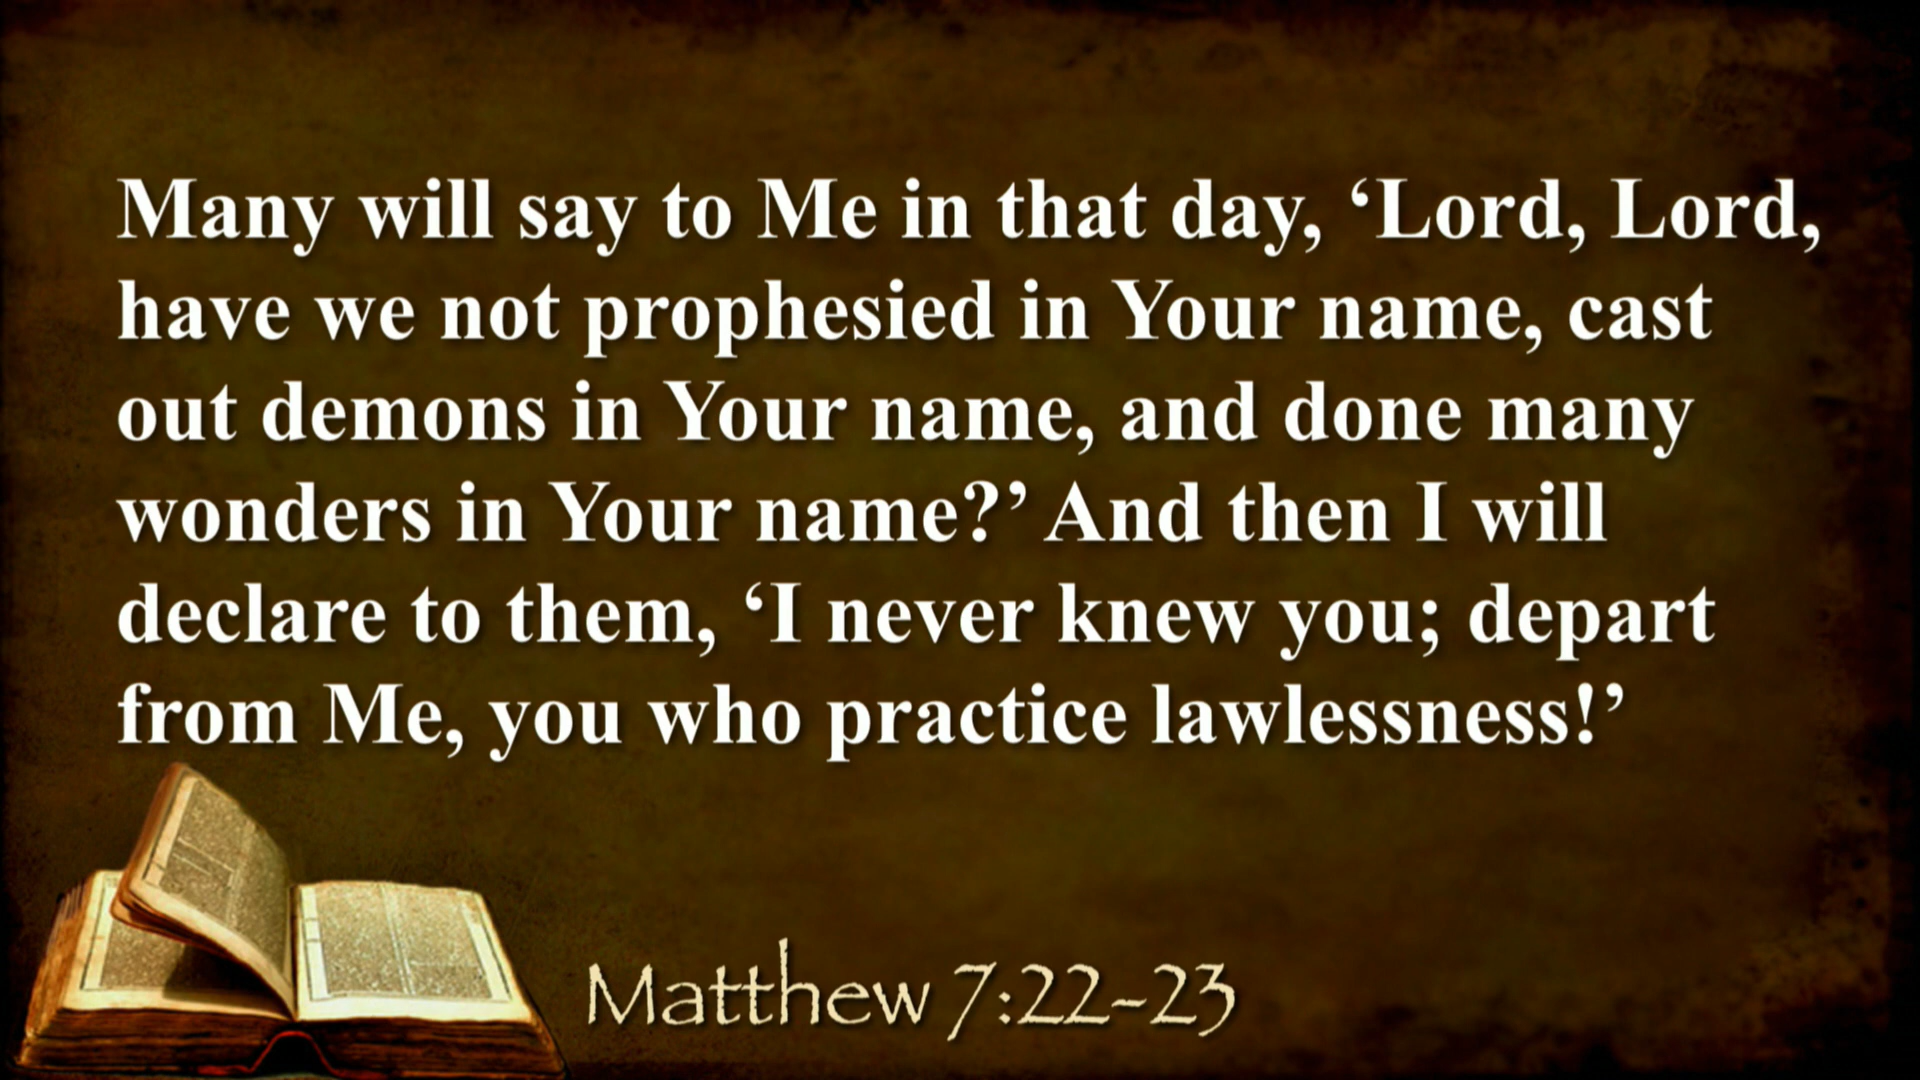 Many will say to Me in that day, ‘Lord, Lord,
have we not prophesied in Your name, cast
out demons in Your name, and done many
wonders in Your name?’ And then I will
declare to them, ‘I never knew you; depart
from Me, you who practice lawlessness!’
Matthew 7:22-23